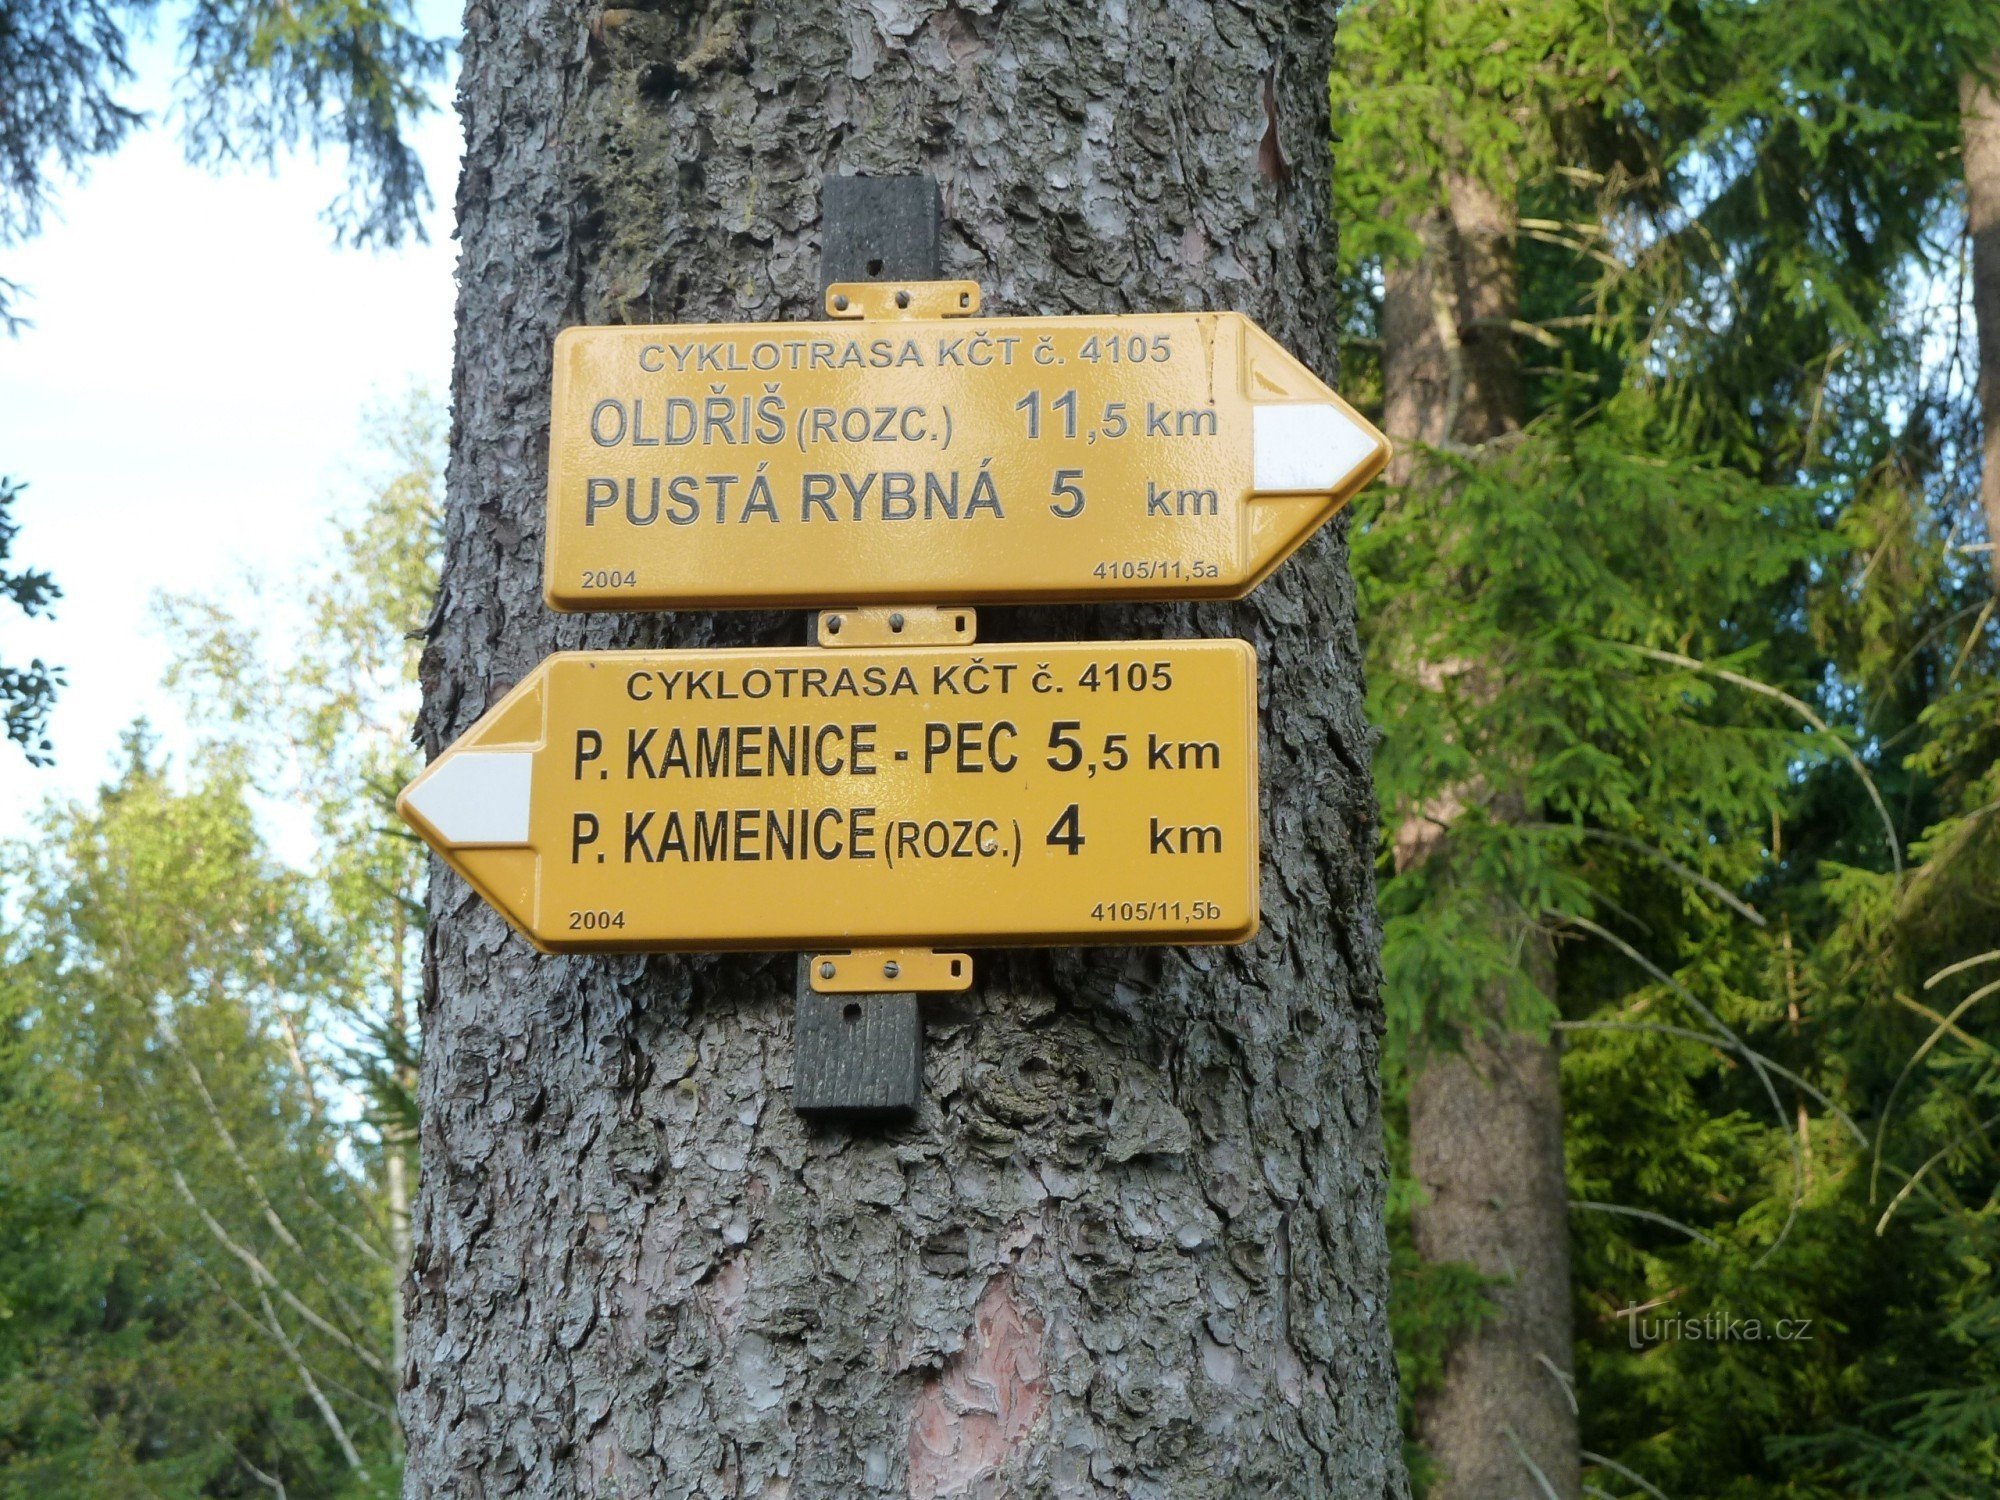 CYKLOTRASA KČT č. 4105
OLDŘIŠ (ROZC.) 11,5 km
PUSTÁ RYBNÁ 5 km
2004 4105/11,5a
CYKLOTRASA KČT č. 4105
P. KAMENICE - PEC 5,5 km
P. KAMENICE (ROZC.) 4 km
2004 4105/11,5b
Turistika.cz